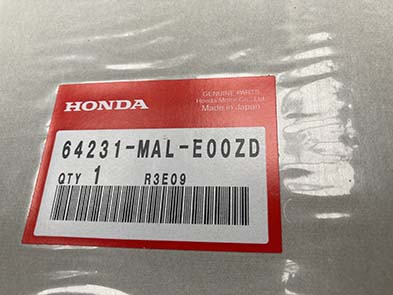 HONDA
GENUINE PARTS
Honda Motor Co., Ltd.
Made in Japan
64231-MAL-E00ZD
QTY 1 R3E09